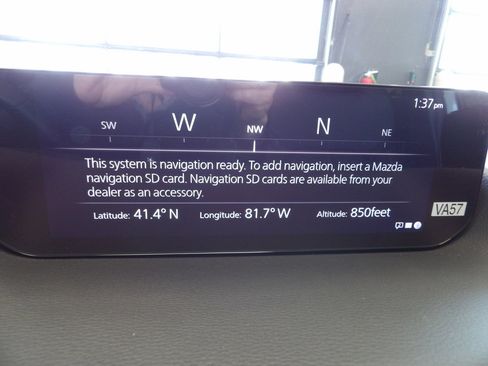 1:37pm
SW W NW N NE
This system is navigation ready. To add navigation, insert a Mazda
navigation SD card. Navigation SD cards are available from your
dealer as an accessory.
Latitude: 41.4° N Longitude: 81.7° W Altitude: 850feet
VA57